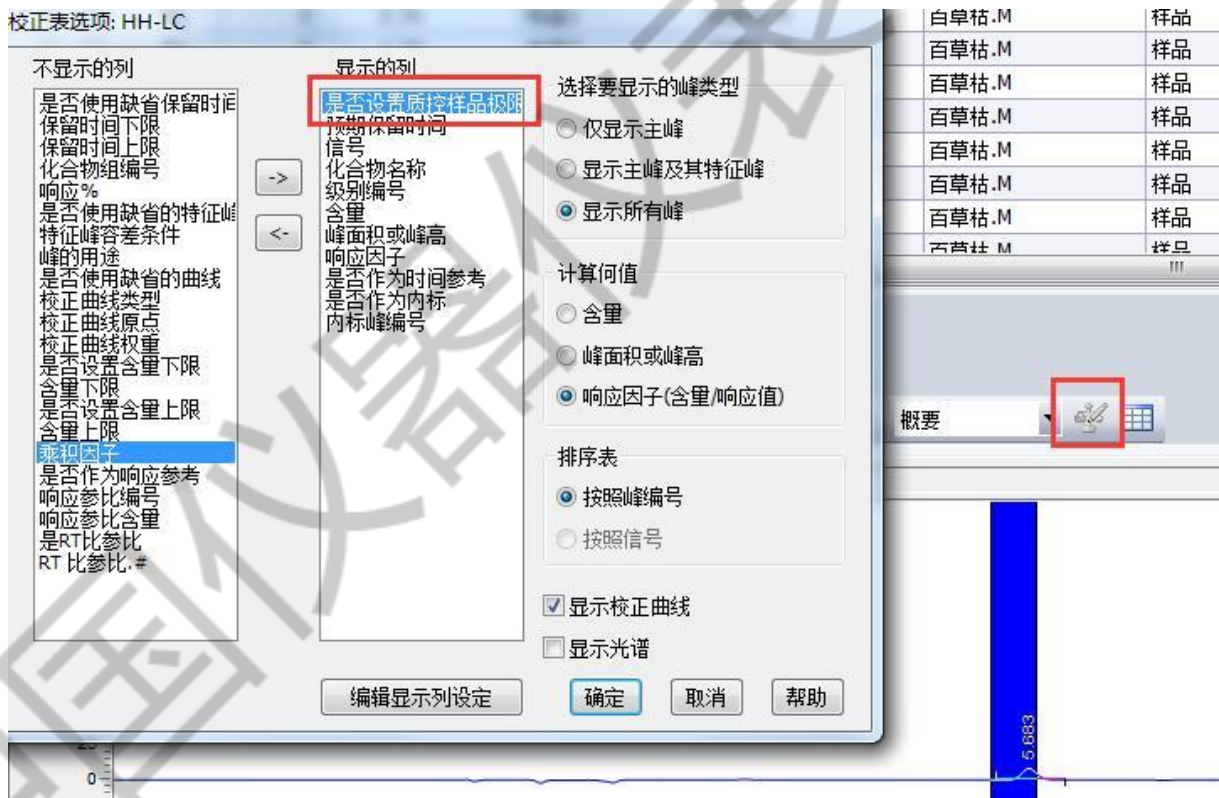 校正表选项: HH-LC
不显示的列
是否使用缺省保留时间
保留时间下限
保留时间上限
化合物组编号
响应%
是否使用缺省的特征峰
特征峰容差条件
峰的用途
是否使用缺省的曲线
校正曲线类型
校正曲线原点
校正曲线权重
是否设置含量下限
含量下限
是否设置含量上限
含量上限
乘积因子
是否作为响应参考
响应参比编号
响应参比含量
是RT比参比
RT 比参比.#
->
<-
显示的列
是否设置质控样品极限
预期保留时间
信号
化合物名称
级别编号
含量
峰面积或峰高
响应因子
是否作为时间参考
是否作为内标
内标峰编号
编辑显示列设定
选择要显示的峰类型
仅显示主峰
显示主峰及其特征峰
显示所有峰
计算何值
含量
峰面积或峰高
响应因子(含量/响应值)
排序表
按照峰编号
按照信号
显示校正曲线
显示光谱
确定
取消
帮助
百草枯.M 样品
百草枯.M 样品
百草枯.M 样品
百草枯.M 样品
百草枯.M 样品
百草枯.M 样品
百草枯.M 样品
百草枯.M 样品
概要
5.683
0
国仪器仪表